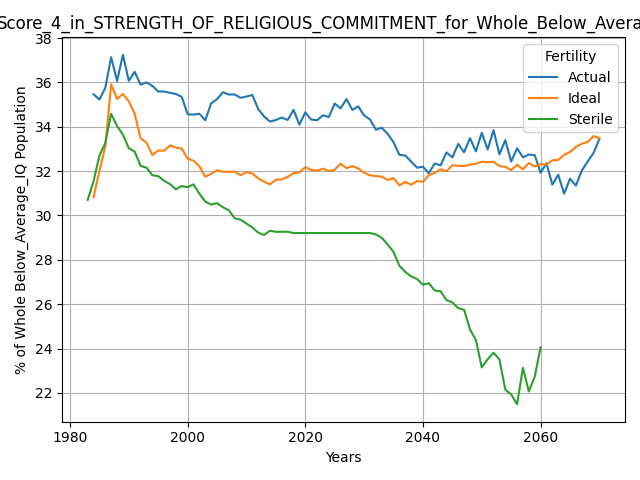 Score_4_in_STRENGTH_OF_RELIGIOUS_COMMITMENT_for_Whole_Below_Avera
% of Whole Below_Average_IQ Population
38
36
34
32
30
28
26
24
22
Fertility
Actual
Ideal
Sterile
1980
2000
2020
2040
2060
Years